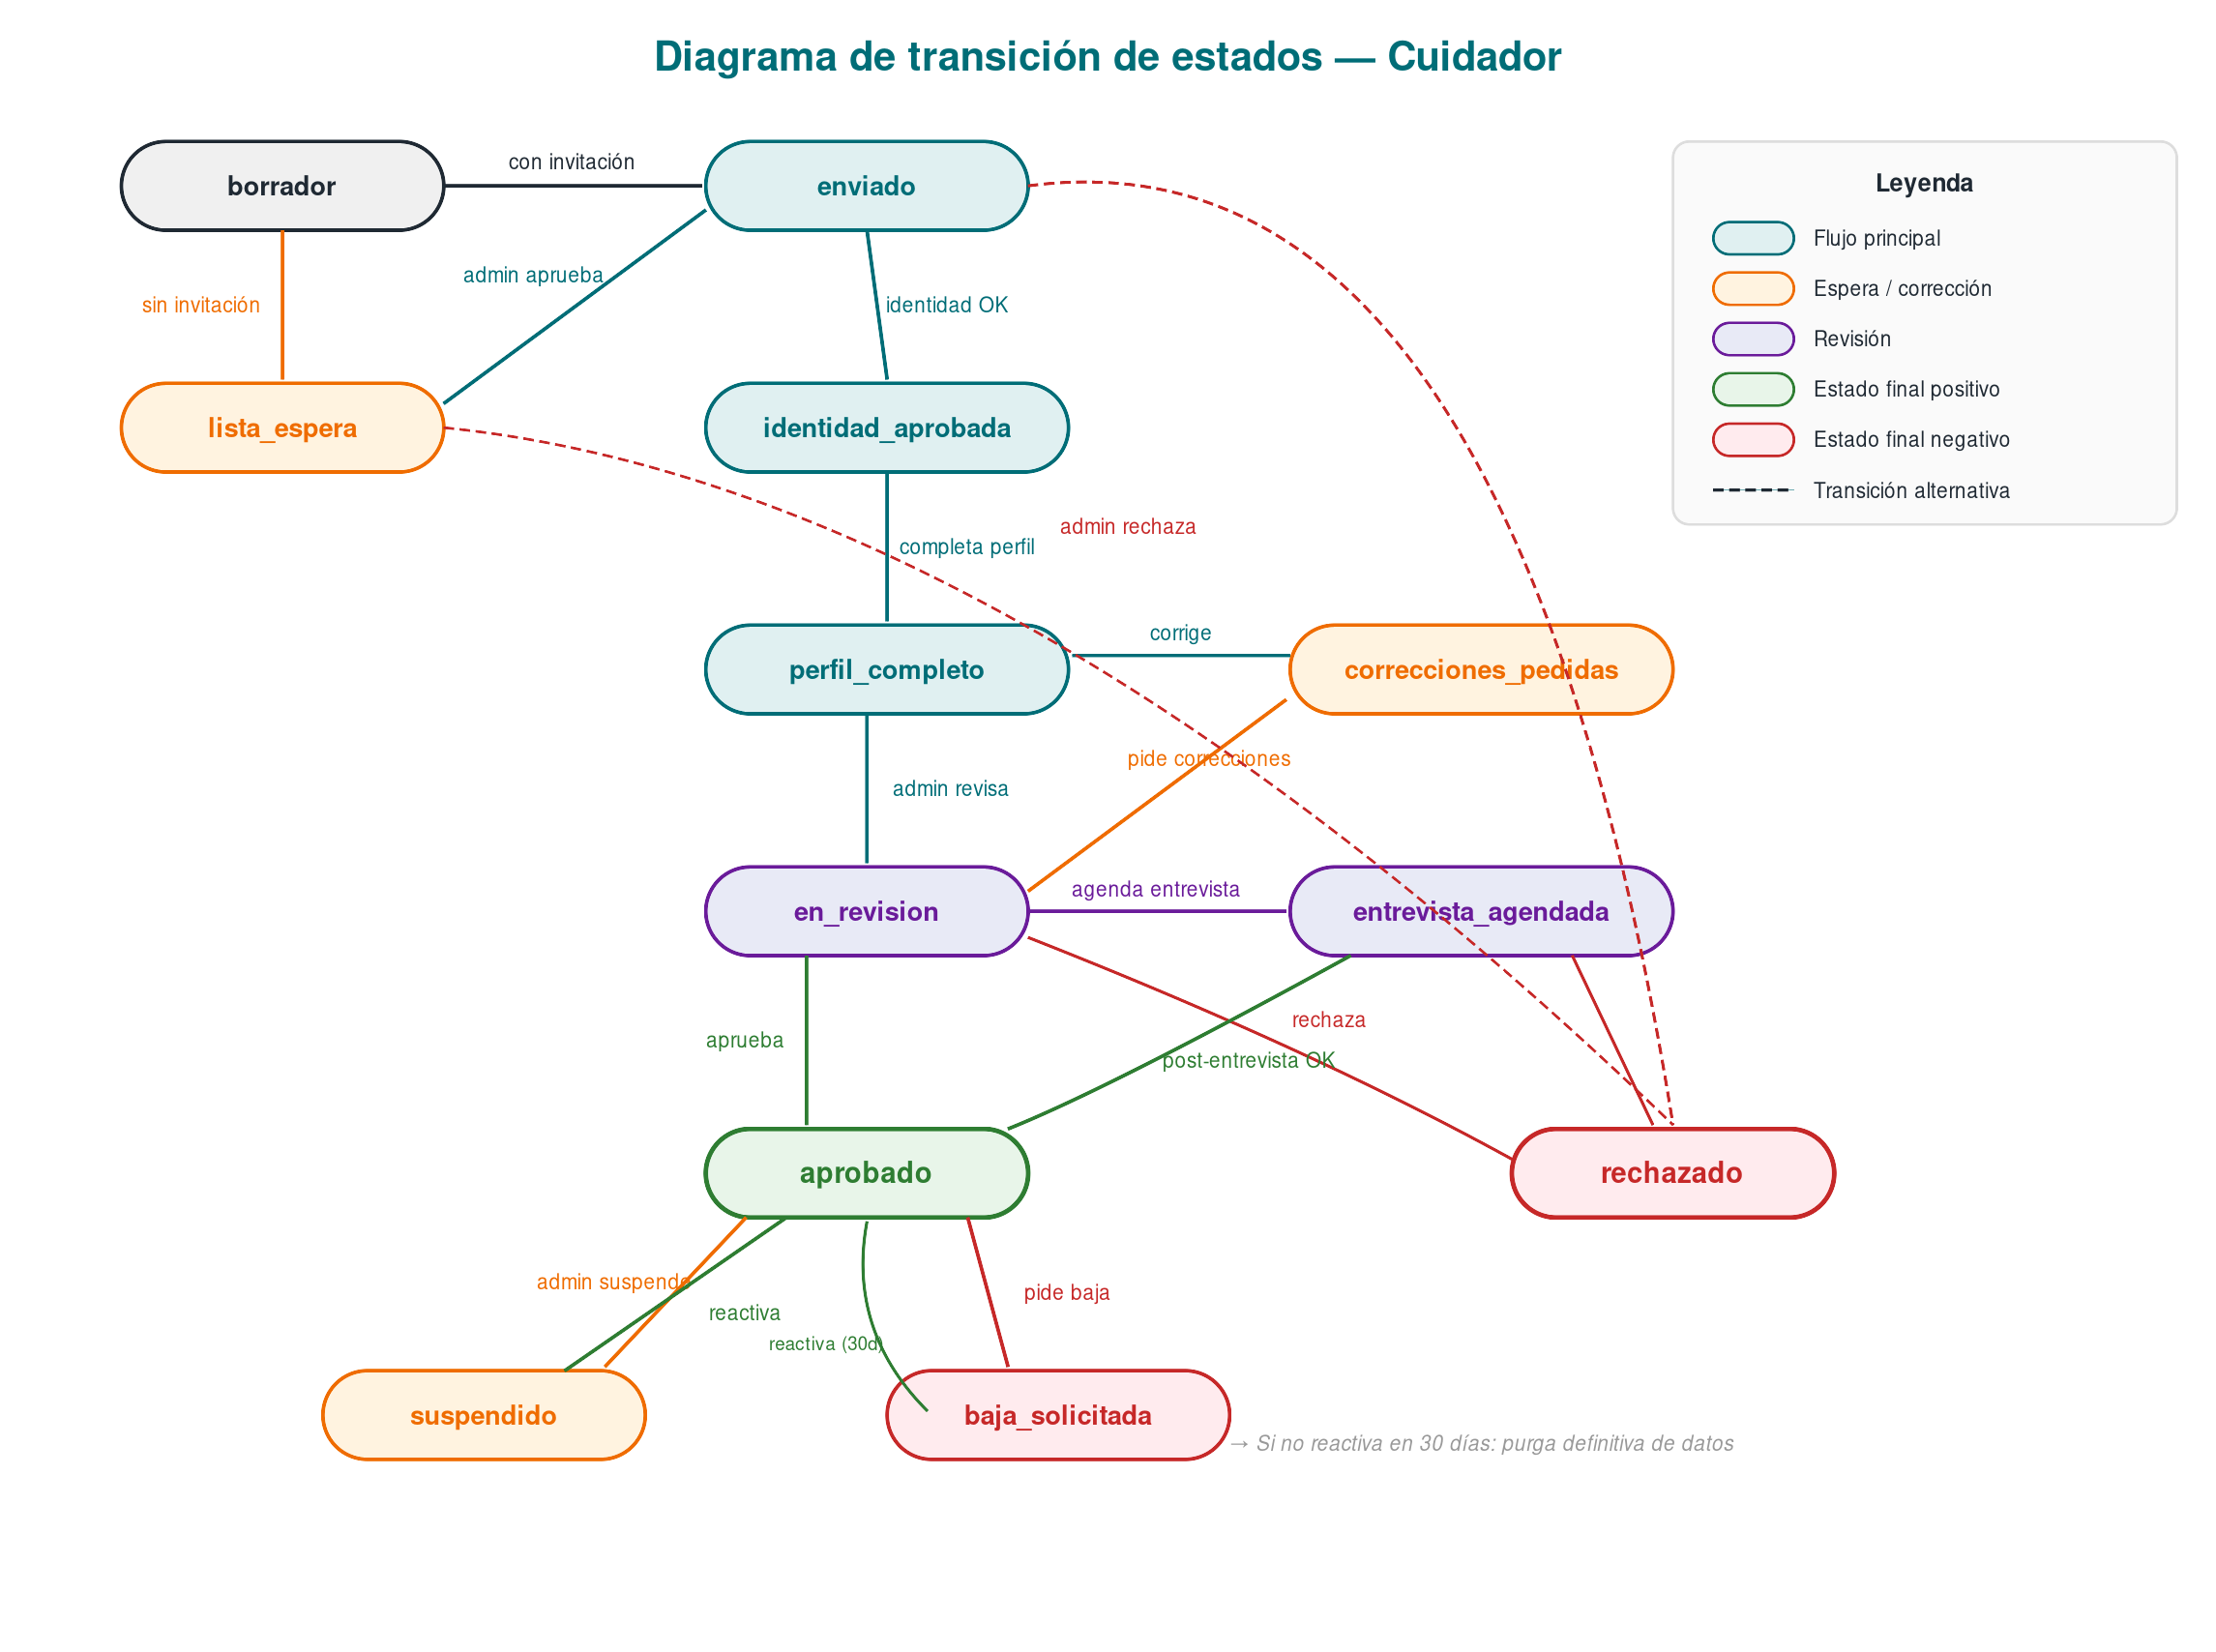 Diagrama de transición de estados — Cuidador
borrador
con invitación
enviado
Leyenda
Flujo principal
Espera / corrección
Revisión
Estado final positivo
Estado final negativo
Transición alternativa
sin invitación
admin aprueba
identidad OK
lista_espera
identidad_aprobada
admin rechaza
completa perfil
corrige
perfil_completo
correcciones_pedidas
pide correcciones
admin revisa
agenda entrevista
en_revision
entrevista_agendada
rechaza
aprueba
post-entrevista OK
aprobado
rechazado
admin suspende
pide baja
reactiva
reactiva (30d)
suspendido
baja_solicitada
→ Si no reactiva en 30 días: purga definitiva de datos